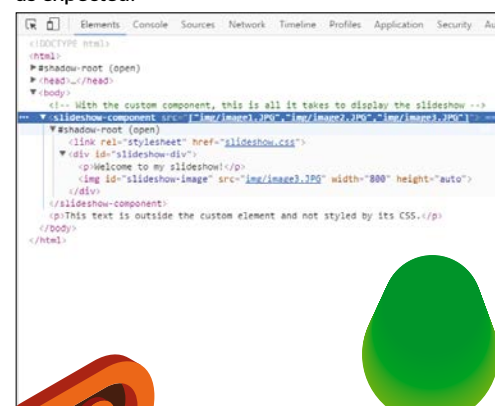 Elements Console Sources Network Timeline Profiles Application Security Au
<!DOCTYPE html>
<html>
▶#shadow-root (open)
▶<head>…</head>
▼<body>
<!-- With the custom component, this is all it takes to display the slideshow -->
••• ▼<slideshow-component src="["img/image1.JPG","img/image2.JPG","img/image3.JPG"]"> ==
▼#shadow-root (open)
<link rel="stylesheet" href="slideshow.css">
▼<div id="slideshow-div">
<p>Welcome to my slideshow!</p>
<img id="slideshow-image" src="img/image3.JPG" width="800" height="auto">
</div>
</slideshow-component>
<p>This text is outside the custom element and not styled by its CSS.</p>
</body>
</html>